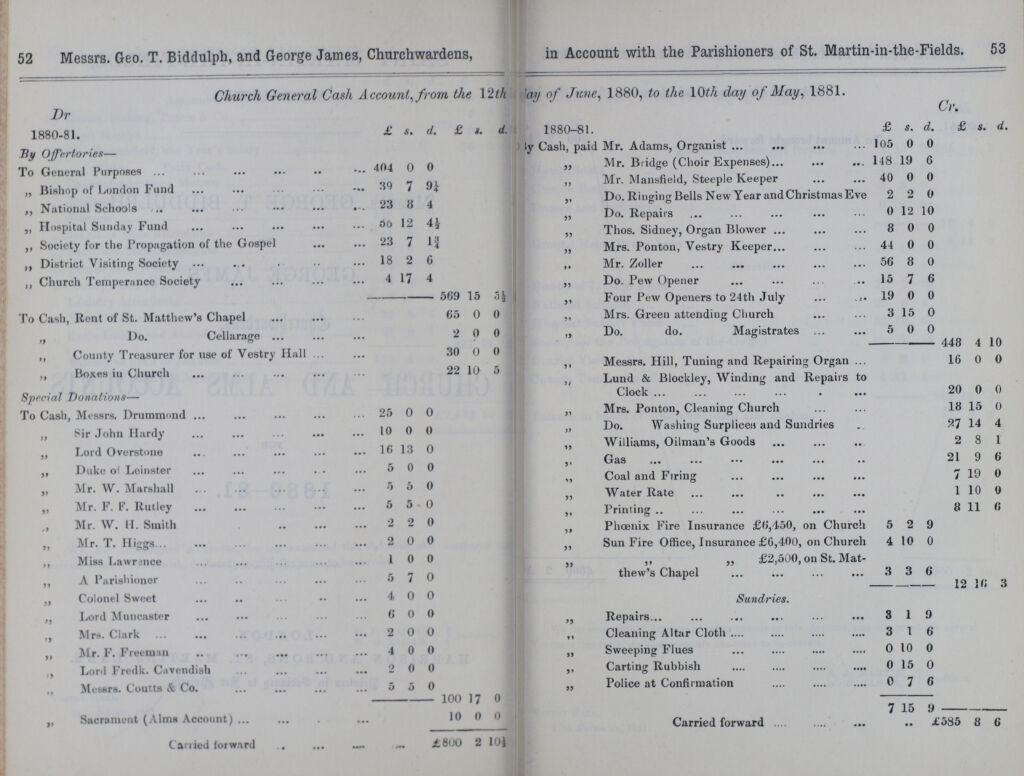 52 Messrs. Geo. T. Biddulph, and George James, Churchwardens,
Church General Cash Account, from the 12th
Dr
1880-81. £ s. d. £ s. d.
By Offertories—
To General Purposes ... ... ... ... ... 404 0 0
„ Bishop of London Fund ... ... ... ... 39 7 9¼
„ National Schools ... ... ... ... ... 23 8 4
„ Hospital Sunday Fund ... ... ... ... 56 12 4½
„ Society for the Propagation of the Gospel ... ... 23 7 1¾
„ District Visiting Society ... ... ... ... 18 2 6
„ Church Temperance Society ... ... ... ... 4 17 4
569 15 5½
To Cash, Rent of St. Matthew's Chapel ... ... ... 65 0 0
„ Do. Cellarage ... ... ... 2 0 0
„ County Treasurer for use of Vestry Hall ... ... 30 0 0
„ Boxes in Church ... ... ... ... 22 10 5
Special Donations—
To Cash, Messrs. Drummond ... ... ... ... 25 0 0
„ Sir John Hardy ... ... ... ... 10 0 0
„ Lord Overstone ... ... ... ... 16 13 0
„ Duke of Leinster ... ... ... ... 5 0 0
„ Mr. W. Marshall ... ... ... ... 5 5 0
„ Mr. F. F. Rutley ... ... ... ... 5 5 0
„ Mr. W. H. Smith ... ... ... 2 2 0
„ Mr. T. Higgs... ... ... ... ... 2 0 0
„ Miss Lawrence ... ... ... ... 1 0 0
„ A Parishioner ... ... ... ... 5 7 0
„ Colonel Sweet ... ... ... ... 4 0 0
„ Lord Muncaster ... ... ... ... 6 0 0
„ Mrs. Clark ... ... ... ... ... 2 0 0
„ Mr. F. Freeman ... ... ... ... 4 0 0
„ Lord Fredk. Cavendish ... ... ... ... 2 0 0
„ Messrs. Coutts & Co. ... ... ... ... 5 5 0
100 17 0
„ Sacrament (Alms Account) ... ... ... 10 0 0
Carried forward ... ... ... ... £800 2 10½
in Account with the Parishioners of St. Martin-in-the-Fields. 53
day of June, 1880, to the 10th day of May, 1881.
Cr.
1880-81. £ s. d. £ s. d.
By Cash, paid Mr. Adams, Organist ... ... ... ... 105 0 0
„ Mr. Bridge (Choir Expenses)... ... ... 148 19 6
„ Mr. Mansfield, Steeple Keeper ... ... 40 0 0
„ Do. Ringing Bells New Year and Christmas Eve 2 2 0
„ Do. Repairs ... ... ... ... ... 0 12 10
„ Thos. Sidney, Organ Blower ... ... ... 8 0 0
„ Mrs. Ponton, Vestry Keeper... ... ... 44 0 0
„ Mr. Zoller ... ... ... ... ... 56 8 0
„ Do. Pew Opener ... ... ... ... 15 7 6
„ Four Pew Openers to 24th July ... ... 19 0 0
„ Mrs. Green attending Church ... ... 3 15 0
„ Do. do. Magistrates ... ... 5 0 0
448 4 10
„ Messrs. Hill, Tuning and Repairing Organ ... 16 0 0
„ Lund & Blockley, Winding and Repairs to
Clock ... ... ... ... ... 20 0 0
„ Mrs. Ponton, Cleaning Church ... ... 18 15 0
„ Do. Washing Surplices and Sundries ... 27 14 4
„ Williams, Oilman's Goods ... ... ... 2 8 1
„ Gas ... ... ... ... ... ... 21 9 6
„ Coal and Firing ... ... ... ... 7 19 0
„ Water Rate ... ... ... ... ... 1 10 0
„ Printing ... ... ... ... ... ... 8 11 6
„ Phœnix Fire Insurance £6,450, on Church 5 2 9
„ Sun Fire Office, Insurance £6,400, on Church 4 10 0
„ „ „ £2,500, on St. Mat-
thew's Chapel ... ... ... ... 3 3 6
12 16 3
Sundries.
„ Repairs... ... ... ... ... ... 3 1 9
„ Cleaning Altar Cloth .... .... .... .... 3 1 6
„ Sweeping Flues .... .... .... .... 0 10 0
„ Carting Rubbish .... .... .... .... 0 15 0
„ Police at Confirmation .... .... .... 0 7 6
7 15 9
Carried forward .... .... ... .. £585 8 6